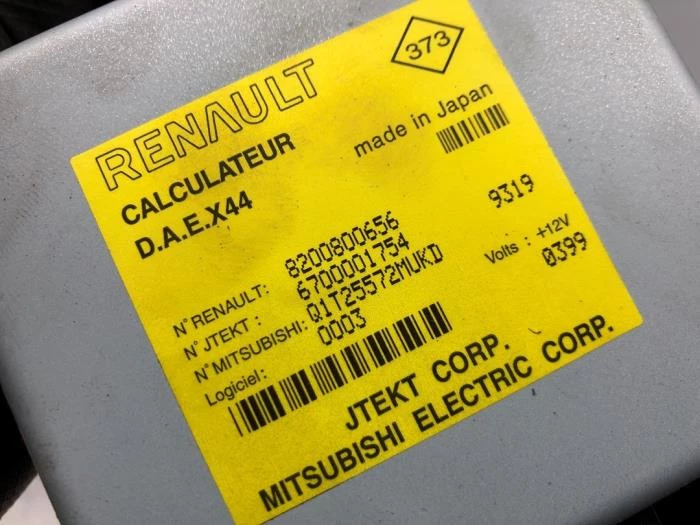 RENAULT
373
CALCULATEUR
made in Japan
D.A.E.X44
N° RENAULT: 8200800656
9319
N° JTEKT : 6700001754
Volts : +12V
N° MITSUBISHI: Q1T25572MUKD
0399
Logiciel: 0003
JTEKT CORP.
MITSUBISHI ELECTRIC CORP.